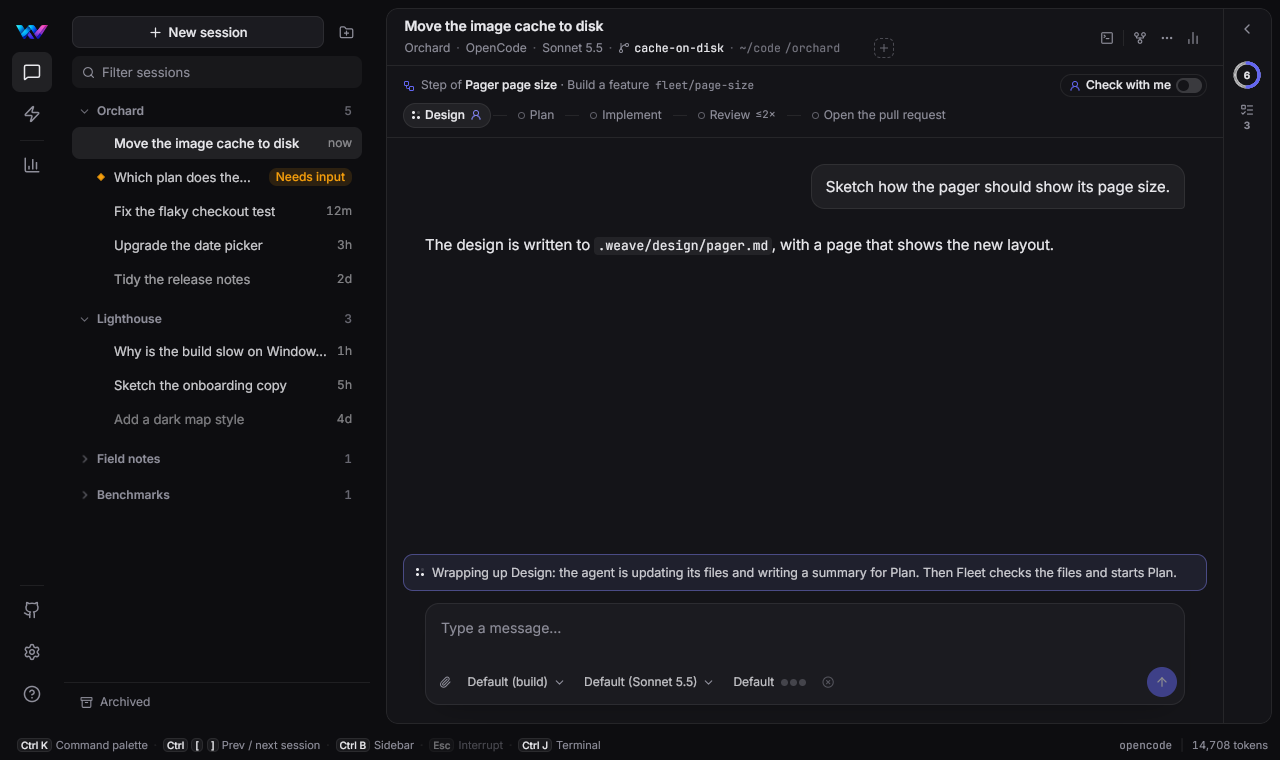 New session
Filter sessions
Orchard 5
Move the image cache to disk now
Which plan does the... Needs input
Fix the flaky checkout test 12m
Upgrade the date picker 3h
Tidy the release notes 2d
Lighthouse 3
Why is the build slow on Window... 1h
Sketch the onboarding copy 5h
Add a dark map style 4d
Field notes 1
Benchmarks 1
Archived
Move the image cache to disk
Orchard · OpenCode · Sonnet 5.5 · cache-on-disk · ~/code/orchard
Step of Pager page size · Build a feature fleet/page-size
Check with me
Design Plan Implement Review ≤2× Open the pull request
6
3
Sketch how the pager should show its page size.
The design is written to .weave/design/pager.md, with a page that shows the new layout.
Wrapping up Design: the agent is updating its files and writing a summary for Plan. Then Fleet checks the files and starts Plan.
Type a message...
Default (build) Default (Sonnet 5.5) Default
Ctrl K Command palette · Ctrl [ ] Prev / next session · Ctrl B Sidebar · Esc Interrupt · Ctrl J Terminal
opencode 14,708 tokens